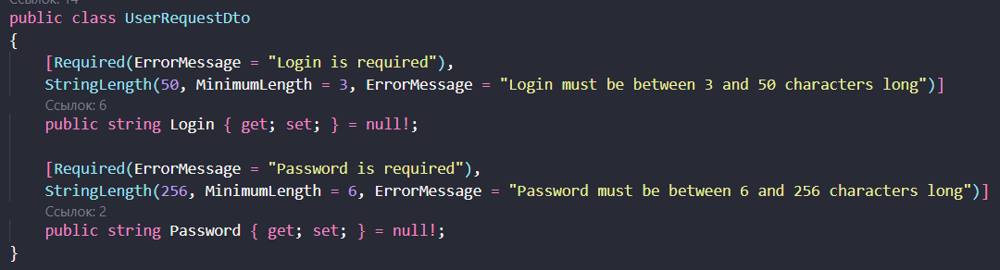 Ссылок: 14
public class UserRequestDto
{
[Required(ErrorMessage = "Login is required"),
StringLength(50, MinimumLength = 3, ErrorMessage = "Login must be between 3 and 50 characters long")]
Ссылок: 6
public string Login { get; set; } = null!;
[Required(ErrorMessage = "Password is required"),
StringLength(256, MinimumLength = 6, ErrorMessage = "Password must be between 6 and 256 characters long")]
Ссылок: 2
public string Password { get; set; } = null!;
}